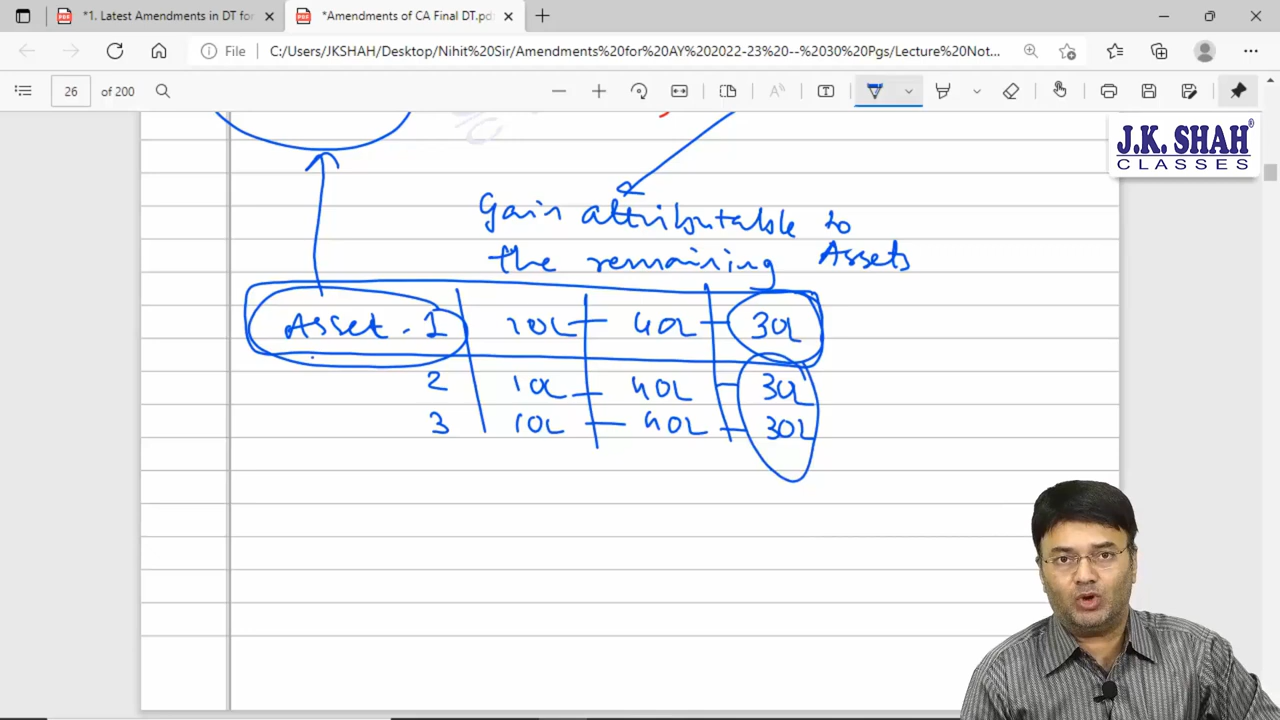 *1. Latest Amendments in DT for
*Amendments of CA Final DT.pd
File
C:/Users/JKSHAH/Desktop/Nihit%20Sir/Amendments%20for%20AY%202022-23%20--%2030%20Pgs/Lecture%20Not...
26 of 200
J.K. SHAH®
CLASSES
Gain attributable to
the remaining Assets
Asset - 1 10L 40L 30L
2 10L 40L 30L
3 10L 40L 30L